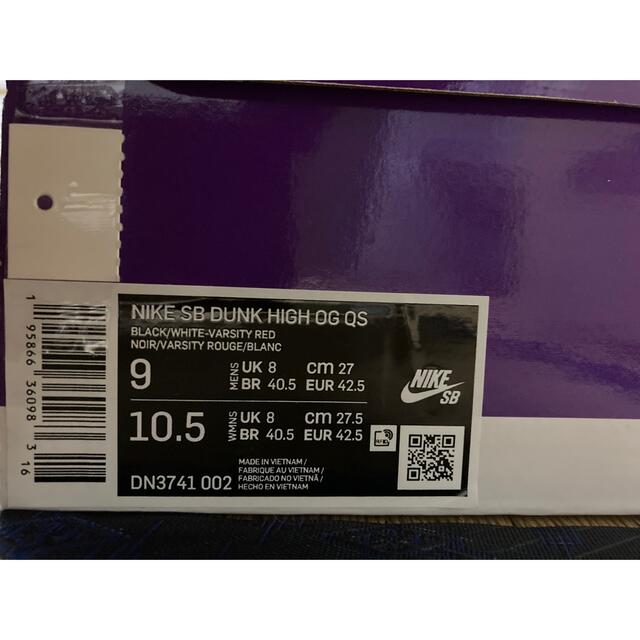 NIKE SB DUNK HIGH OG QS
BLACK/WHITE-VARSITY RED
NOIR/VARSITY ROUGE/BLANC
9 MENS UK 8 cm 27
BR 40.5 EUR 42.5
10.5 WMNS UK 8 cm 27.5
BR 40.5 EUR 42.5
NIKE
SB
MADE IN VIETNAM /
FABRIQUE AU VIETNAM /
FABRICADO NO VIETNÃ /
HECHO EN VIETNAM
DN3741 002
1 95866 36098 3 16